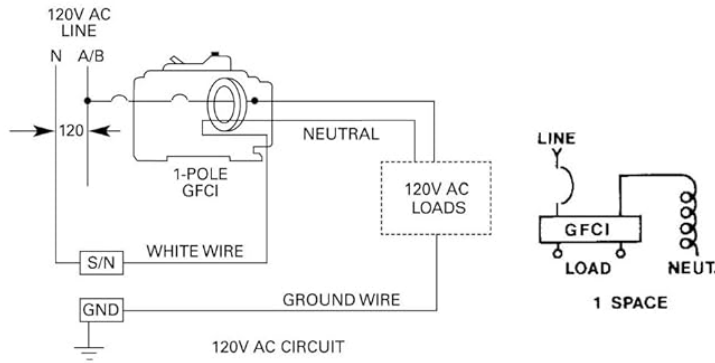 120V AC
LINE
N A/B
120
1-POLE
GFCI
NEUTRAL
120V AC
LOADS
S/N
WHITE WIRE
GND
GROUND WIRE
120V AC CIRCUIT
LINE
GFCI
LOAD
NEUT.
1 SPACE